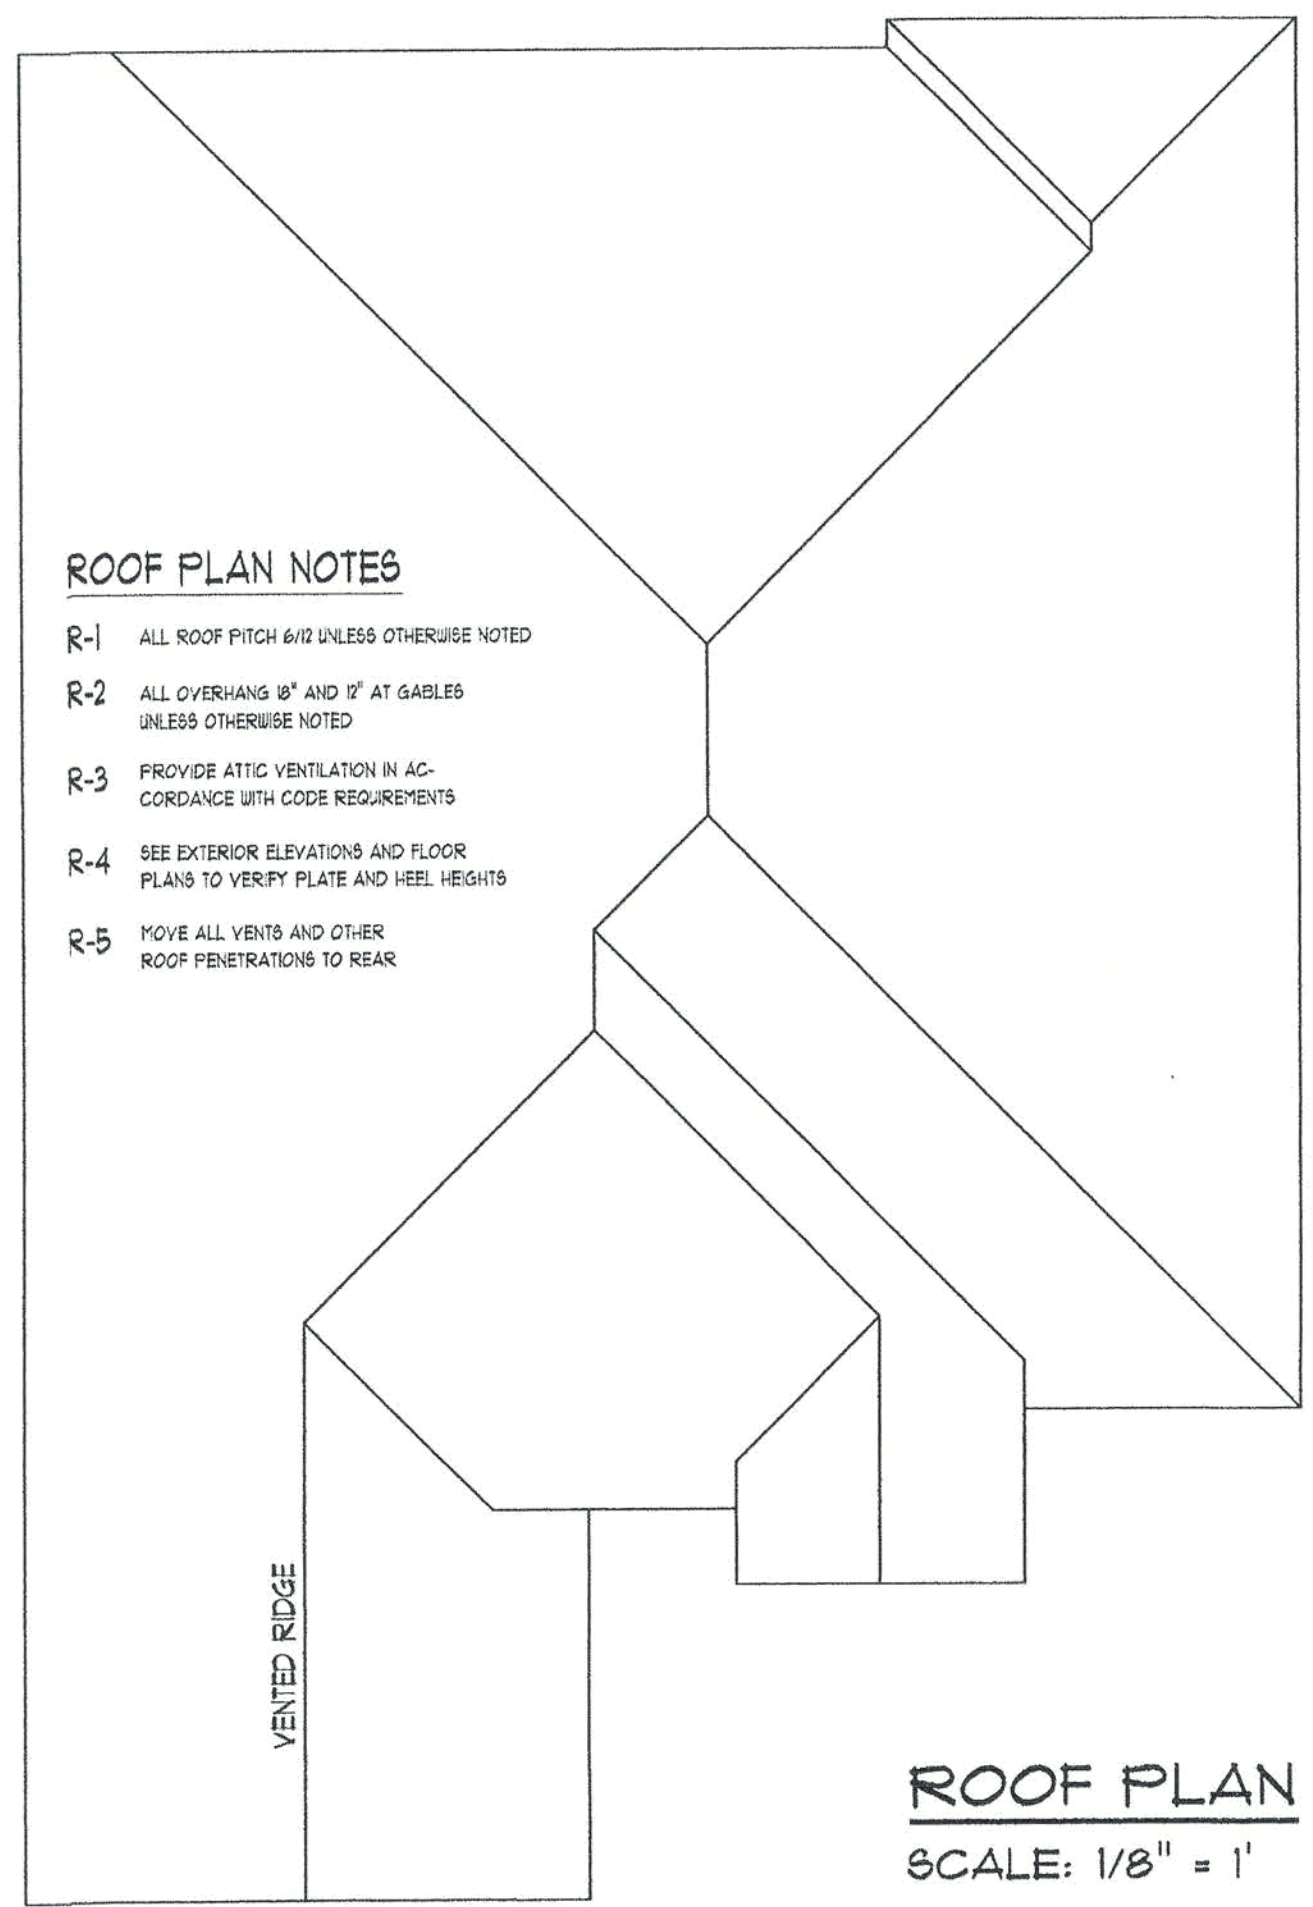 ROOF PLAN NOTES
R-1 ALL ROOF PITCH 6/12 UNLESS OTHERWISE NOTED
R-2 ALL OVERHANG 18" AND 12" AT GABLES
UNLESS OTHERWISE NOTED
R-3 PROVIDE ATTIC VENTILATION IN AC-
CORDANCE WITH CODE REQUIREMENTS
R-4 SEE EXTERIOR ELEVATIONS AND FLOOR
PLANS TO VERIFY PLATE AND HEEL HEIGHTS
R-5 MOVE ALL VENTS AND OTHER
ROOF PENETRATIONS TO REAR
VENTED RIDGE
ROOF PLAN
SCALE: 1/8" = 1'